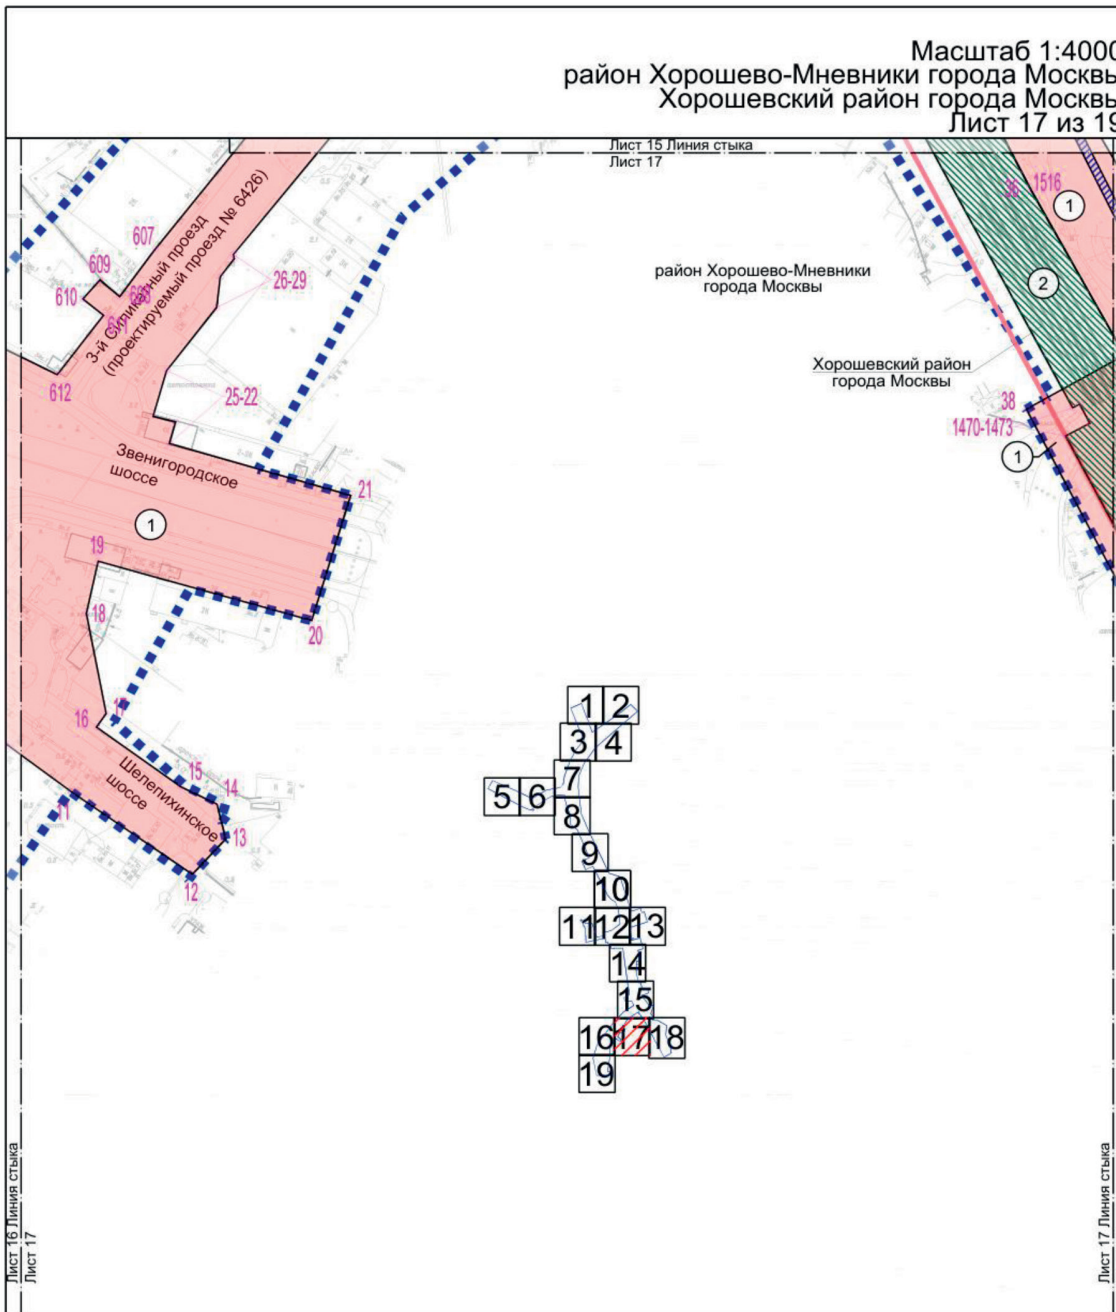 Масштаб 1:4000
район Хорошево-Мневники города Москвы
Хорошевский район города Москвы
Лист 17 из 19
Лист 15 Линия стыка
Лист 17
36
1516
1
607
3-й Силикатный проезд
(проектируемый проезд № 6426)
609
610
608
611
612
26-29
25-22
район Хорошево-Мневники
города Москвы
2
Хорошевский район
города Москвы
38
1470-1473
1
Звенигородское
шоссе
21
1
19
18
20
17
16
15
14
Шелепихинское
шоссе
13
11
12
1 2
3 4
7
5 6
8
9
10
11 12 13
14
15
16 17 18
19
Лист 16 Линия стыка
Лист 17
Лист 17 Линия стыка